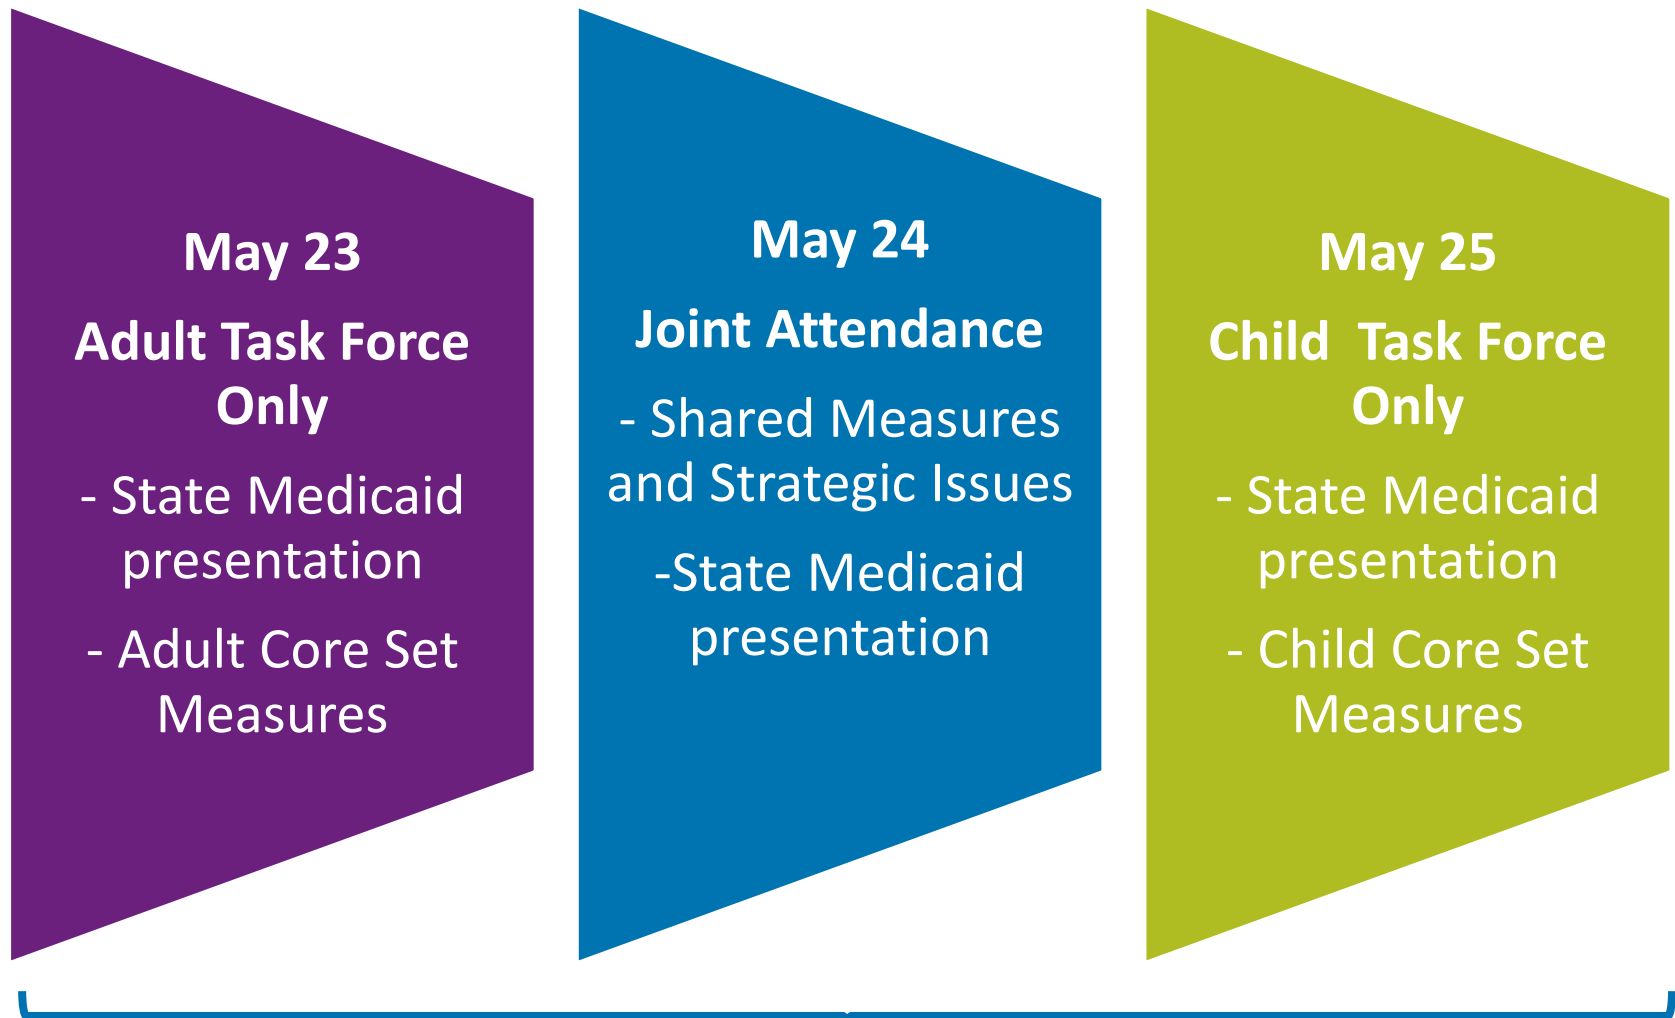 May 23
Adult Task Force
Only
- State Medicaid
presentation
- Adult Core Set
Measures
May 24
Joint Attendance
- Shared Measures
and Strategic Issues
-State Medicaid
presentation
May 25
Child  Task Force
Only
- State Medicaid
presentation
- Child Core Set
Measures